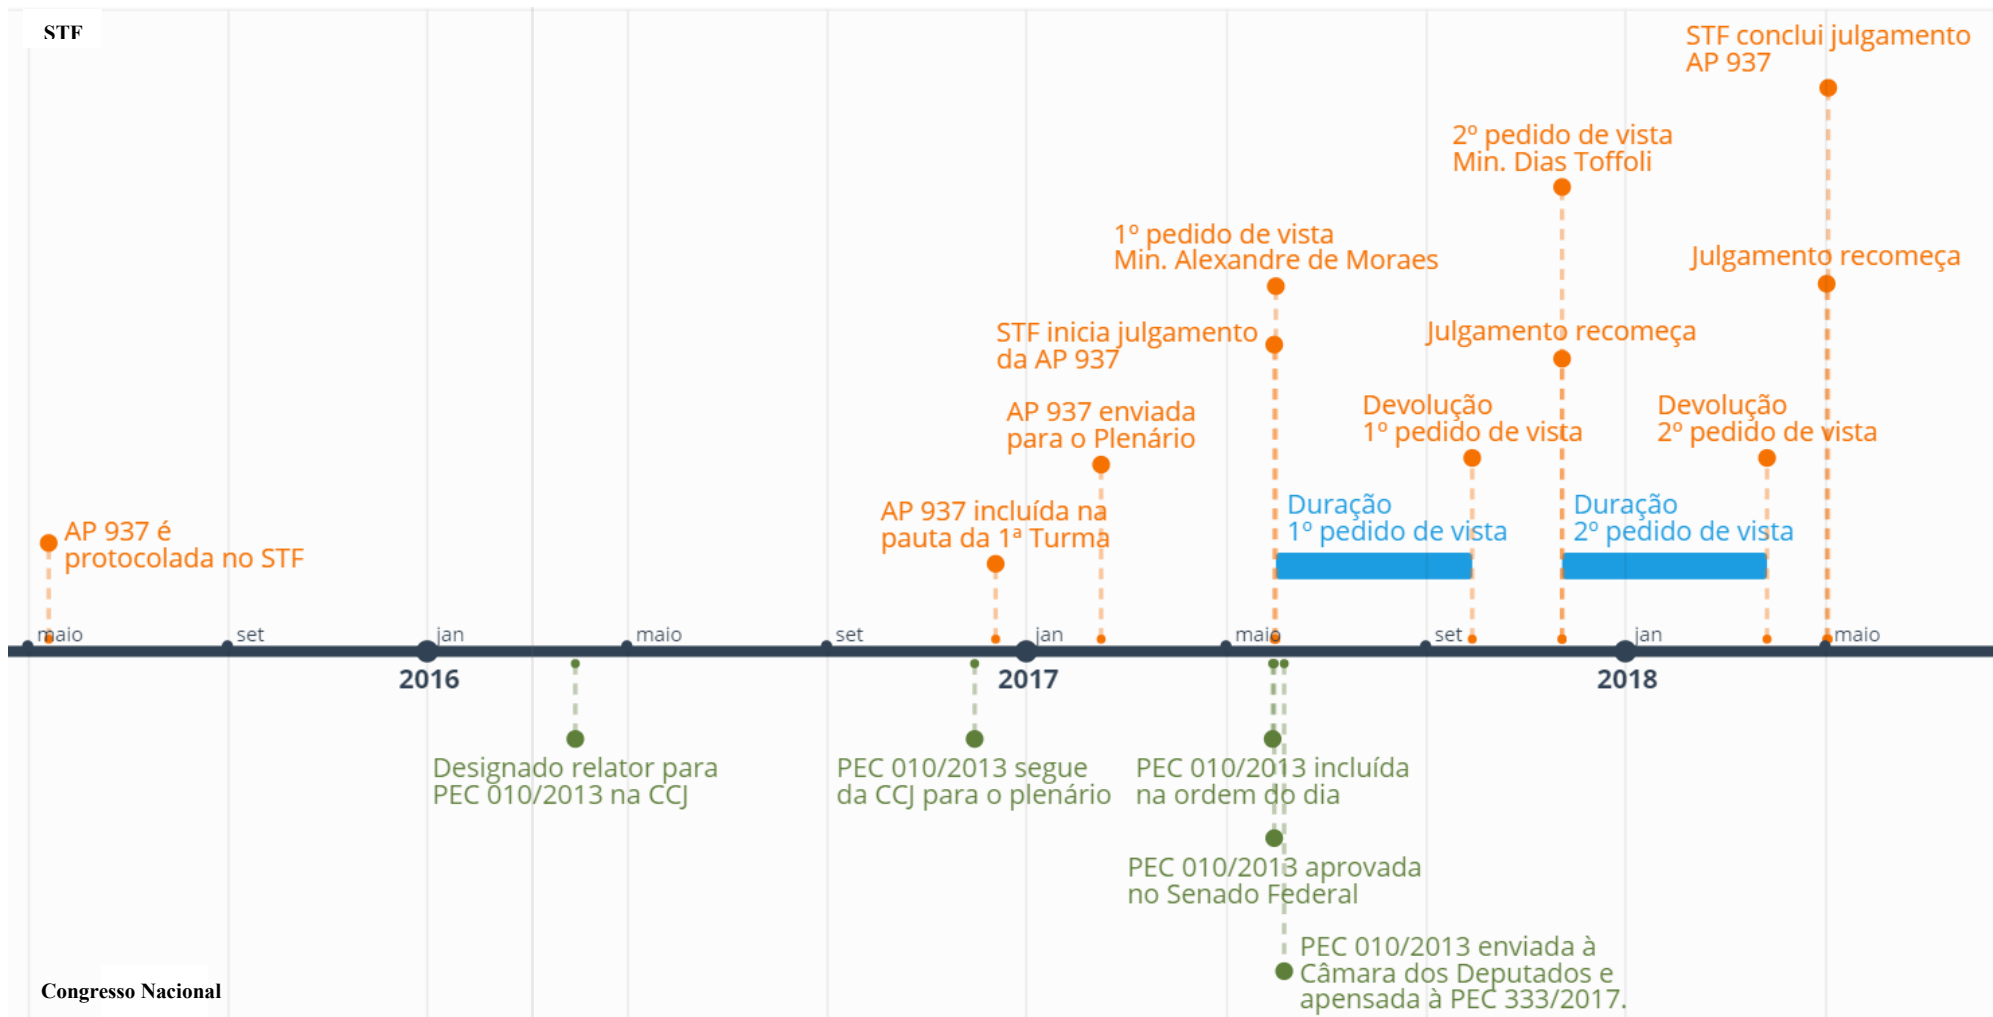 STF
STF conclui julgamento
AP 937
2º pedido de vista
Min. Dias Toffoli
1º pedido de vista
Min. Alexandre de Moraes
Julgamento recomeça
STF inicia julgamento
da AP 937
Julgamento recomeça
AP 937 enviada
para o Plenário
Devolução
1º pedido de vista
Devolução
2º pedido de vista
AP 937 incluída na
pauta da 1ª Turma
Duração
1º pedido de vista
Duração
2º pedido de vista
AP 937 é
protocolada no STF
maio
set
jan
maio
set
jan
maio
set
jan
maio
2016
2017
2018
Designado relator para
PEC 010/2013 na CCJ
PEC 010/2013 segue
da CCJ para o plenário
PEC 010/2013 incluída
na ordem do dia
PEC 010/2013 aprovada
no Senado Federal
PEC 010/2013 enviada à
Câmara dos Deputados e
apensada à PEC 333/2017.
Congresso Nacional